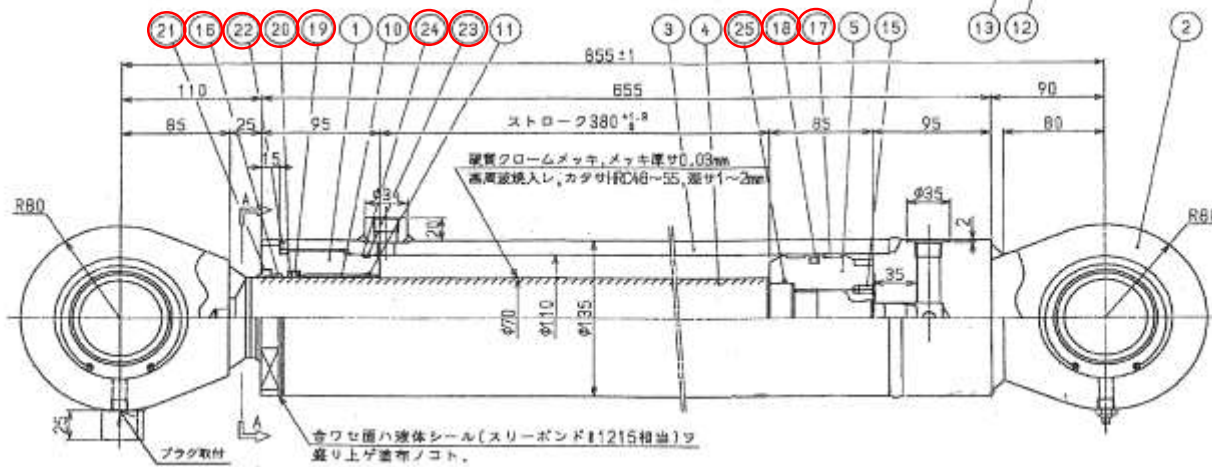 21 16 22 20 19 1 10 24 23 11 3 4 25 18 17 5 15 13 12 2
855±1
110 655 90
85 25 95 ストローク380 85 95 80
15
硬質クロームメッキ,メッキ厚サ0.03mm
高周波焼入レ,カタサHRC48~55,深サ1~2mm
φ34 φ35
R80 A 20 2 R8
35
φ70 φ110 φ135
25 A
合ワセ面ハ液体シール(スリーボンド#1215相当)ヲ
盛り上ゲ塗布ノコト。
プラグ取付